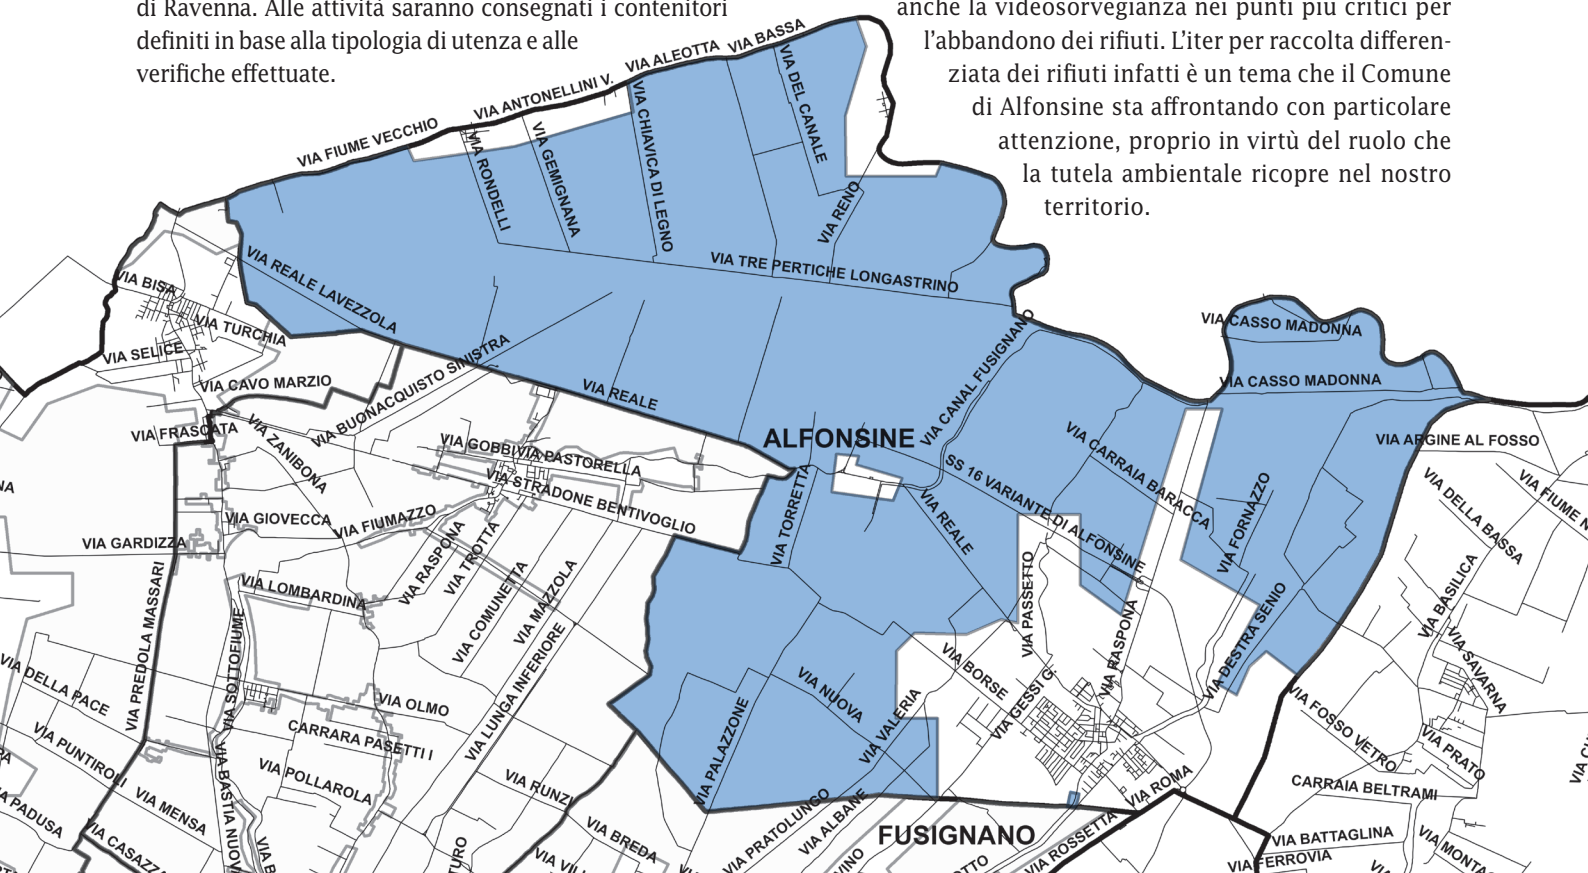 di Ravenna. Alle attività saranno consegnati i contenitori
definiti in base alla tipologia di utenza e alle
verifiche effettuate.
anche la videosorveglianza nei punti più critici per
l'abbandono dei rifiuti. L'iter per raccolta differen-
ziata dei rifiuti infatti è un tema che il Comune
di Alfonsine sta affrontando con particolare
attenzione, proprio in virtù del ruolo che
la tutela ambientale ricopre nel nostro
territorio.
VIA FIUME VECCHIO
VIA ANTONELLINI V.
VIA ALEOTTA
VIA BASSA
VIA DEL CANALE
VIA CHIAVICA DI LEGNO
VIA GEMIGNANA
VIA RONDELLI
VIA RENO
VIA TRE PERTICHE LONGASTRINO
VIA REALE LAVEZZOLA
VIA BISA
VIA TURCHIA
VIA SELICE
VIA CAVO MARZIO
VIA BUONACQUISTO SINISTRA
VIA REALE
VIA CANAL FUSIGNANO
VIA CASSO MADONNA
VIA CASSO MADONNA
ALFONSINE
VIA FRASCATA
VIA ZANIBONA
VIA GOBBI
VIA PASTORELLA
VIA STRADONE BENTIVOGLIO
VIA TORRETTA
SS 16 VARIANTE DI ALFONSINE
VIA CARRAIA BARACCA
VIA ARGINE AL FOSSO
VIA DELLA BASSA
VIA FIUME
VIA FORNAZZO
VIA REALE
VIA GIOVECCA
VIA FIUMAZZO
VIA GARDIZZA
VIA RASPONA
VIA TROTTA
VIA COMUNETTA
VIA MAZZOLA
VIA LOMBARDINA
VIA PREDOLA MASSARI
VIA SOTTOFIUME
VIA LUNGA INFERIORE
VIA PASSETTO
VIA RASPONA
VIA DESTRA SENIO
VIA BASILICA
VIA SAVARNA
VIA DELLA PACE
VIA OLMO
VIA BORSE
VIA GESSI G.
VIA NUOVA
VIA VALERIA
VIA PALAZZONE
CARRARA PASETTI I
VIA PUNTIROLI
VIA POLLAROLA
VIA BASTIA NUOV
VIA MENSA
VIA RUNZI
VIA FOSSO VETRO
VIA PRATO
CARRAIA BELTRAMI
VIA ROMA
A PADUSA
VIA CASAZZ
VIA BREDA
VIA PRATOLUNGO
VIA ALBANE
FUSIGNANO
VIA ROSSETTA
VIA BATTAGLINA
VIA FERROVIA
VIA MONTA